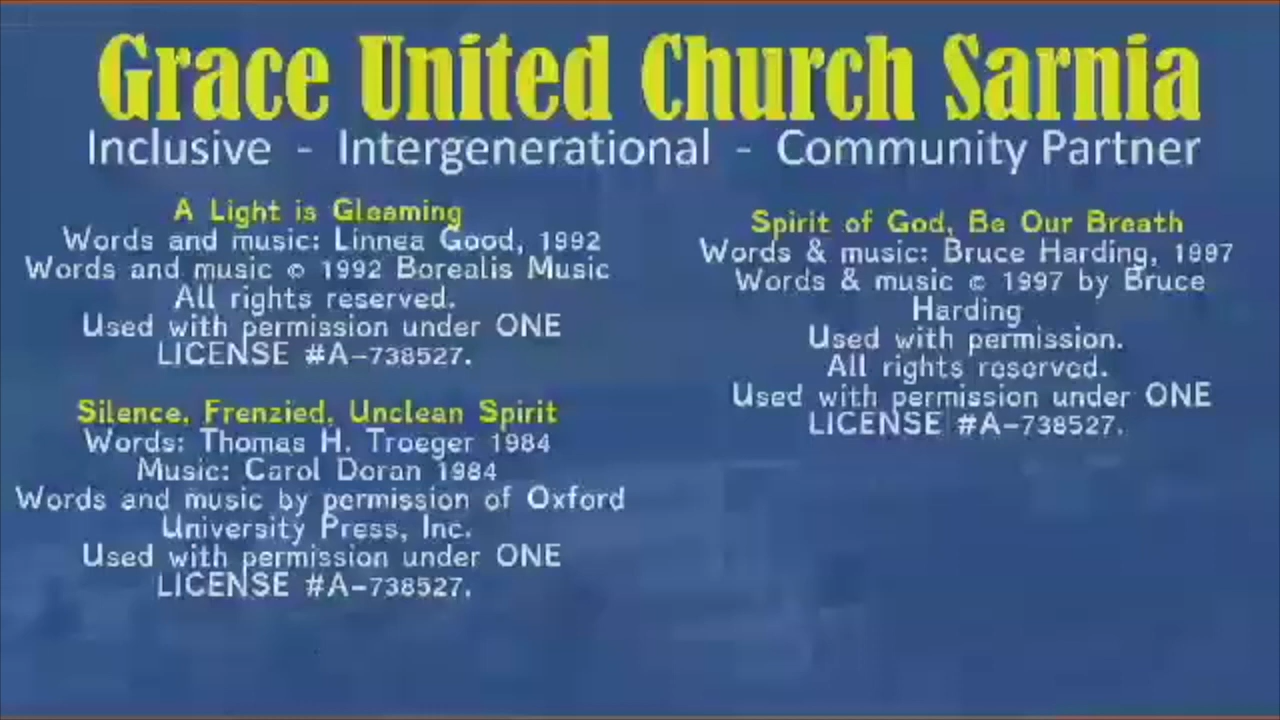 Grace United Church Sarnia
Inclusive - Intergenerational - Community Partner
A Light is Gleaming
Words and music: Linnea Good, 1992
Words and music © 1992 Borealis Music
All rights reserved.
Used with permission under ONE
LICENSE #A-738527.
Silence, Frenzied, Unclean Spirit
Words: Thomas H. Troeger 1984
Music: Carol Doran 1984
Words and music by permission of Oxford
University Press, Inc.
Used with permission under ONE
LICENSE #A-738527.
Spirit of God, Be Our Breath
Words & music: Bruce Harding, 1997
Words & music © 1997 by Bruce
Harding
Used with permission.
All rights reserved.
Used with permission under ONE
LICENSE #A-738527.